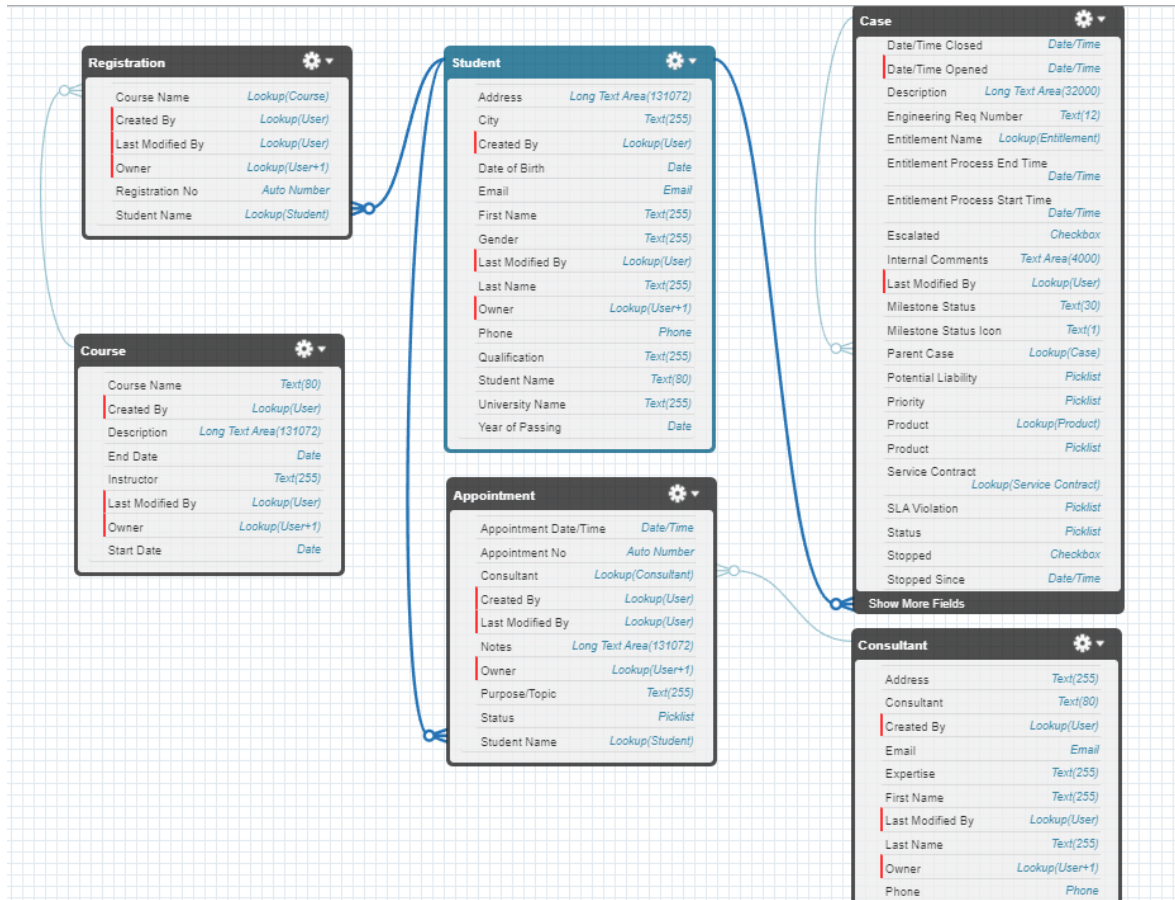 Registration
Course Name Lookup(Course)
Created By Lookup(User)
Last Modified By Lookup(User)
Owner Lookup(User+1)
Registration No Auto Number
Student Name Lookup(Student)
Course
Course Name Text(80)
Created By Lookup(User)
Description Long Text Area(131072)
End Date Date
Instructor Text(255)
Last Modified By Lookup(User)
Owner Lookup(User+1)
Start Date Date
Student
Address Long Text Area(131072)
City Text(255)
Created By Lookup(User)
Date of Birth Date
Email Email
First Name Text(255)
Gender Text(255)
Last Modified By Lookup(User)
Last Name Text(255)
Owner Lookup(User+1)
Phone Phone
Qualification Text(255)
Student Name Text(80)
University Name Text(255)
Year of Passing Date
Appointment
Appointment Date/Time Date/Time
Appointment No Auto Number
Consultant Lookup(Consultant)
Created By Lookup(User)
Last Modified By Lookup(User)
Notes Long Text Area(131072)
Owner Lookup(User+1)
Purpose/Topic Text(255)
Status Picklist
Student Name Lookup(Student)
Case
Date/Time Closed Date/Time
Date/Time Opened Date/Time
Description Long Text Area(32000)
Engineering Req Number Text(12)
Entitlement Name Lookup(Entitlement)
Entitlement Process End Time
Date/Time
Entitlement Process Start Time
Date/Time
Escalated Checkbox
Internal Comments Text Area(4000)
Last Modified By Lookup(User)
Milestone Status Text(30)
Milestone Status Icon Text(1)
Parent Case Lookup(Case)
Potential Liability Picklist
Priority Picklist
Product Lookup(Product)
Product Picklist
Service Contract
Lookup(Service Contract)
SLA Violation Picklist
Status Picklist
Stopped Checkbox
Stopped Since Date/Time
Show More Fields
Consultant
Address Text(255)
Consultant Text(80)
Created By Lookup(User)
Email Email
Expertise Text(255)
First Name Text(255)
Last Modified By Lookup(User)
Last Name Text(255)
Owner Lookup(User+1)
Phone Phone